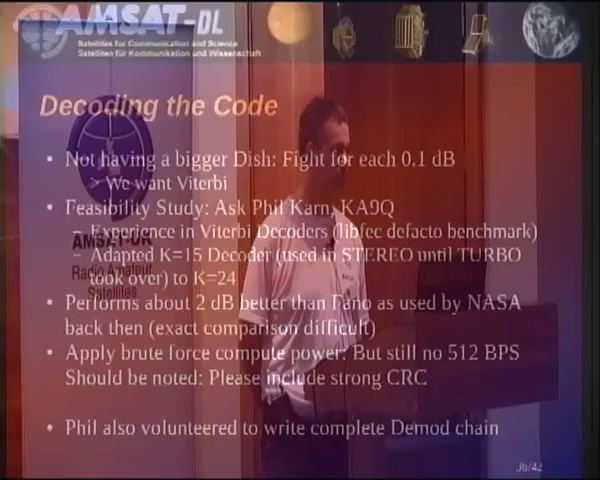 AMSAT-DL
Satellites for Communication and Science
Satelliten für Kommunikation und Wissenschaft
Decoding the Code
• Not having a bigger Dish: Fight for each 0.1 dB
> We want Viterbi
• Feasibility Study: Ask Phil Karn, KA9Q
– Experience in Viterbi Decoders (libfec defacto benchmark)
– Adapted K=15 Decoder (used in STEREO until TURBO
took over) to K=24
AMSAT-UK
Radio Amateur
Satellites
• Performs about 2 dB better than Fano as used by NASA
back then (exact comparison difficult)
• Apply brute force compute power: But still no 512 BPS
Should be noted: Please include strong CRC
• Phil also volunteered to write complete Demod chain
36/42